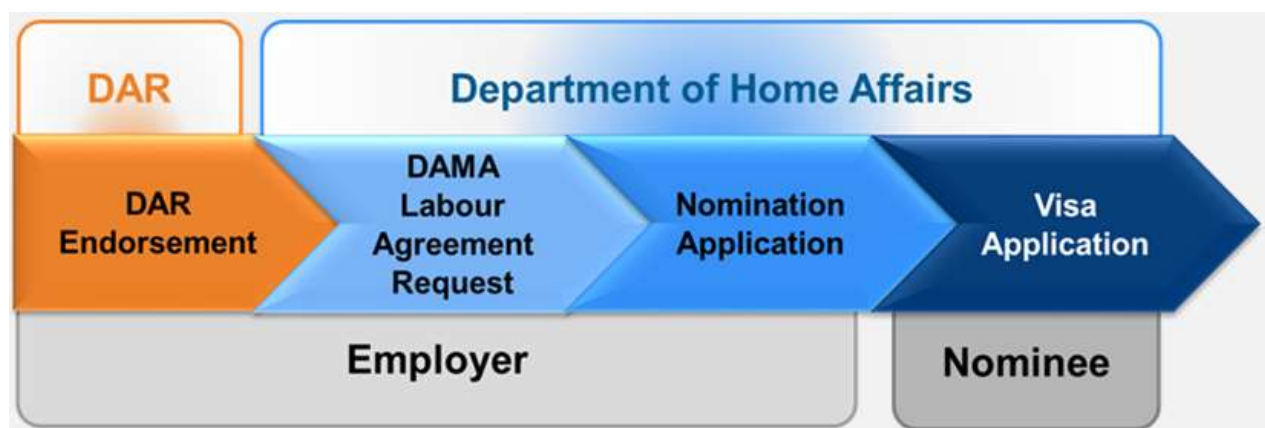 DAR
Department of Home Affairs
DAR
Endorsement
DAMA
Labour
Agreement
Request
Nomination
Application
Visa
Application
Employer
Nominee